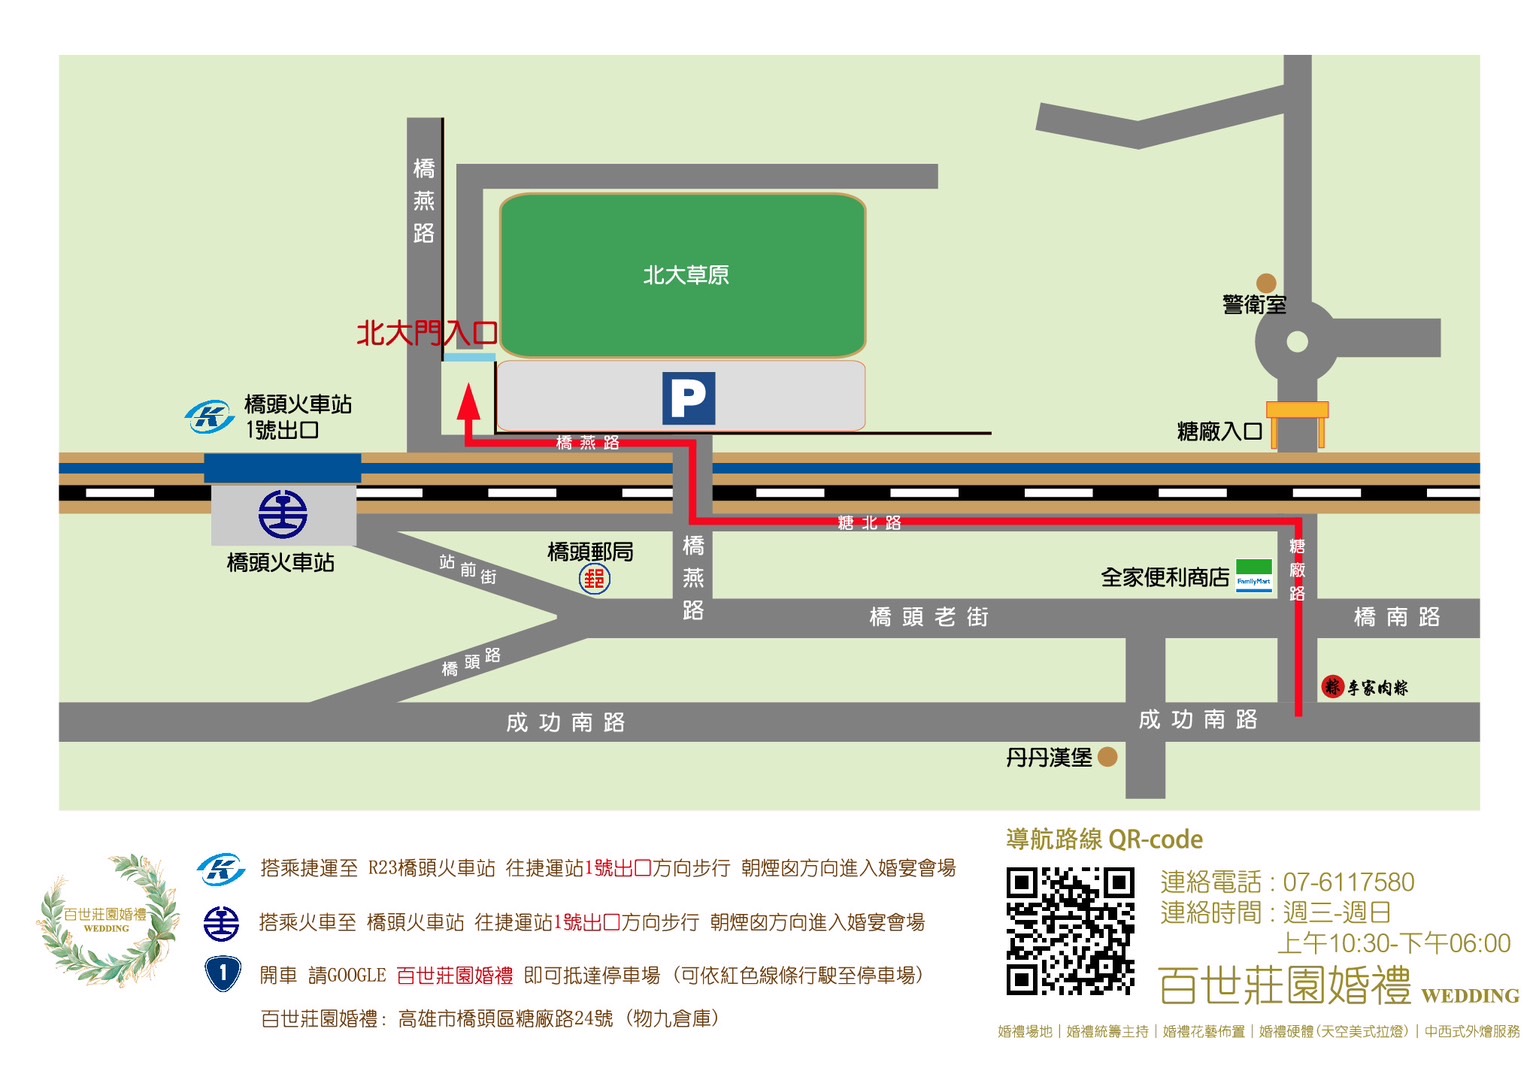 橋燕路
北大草原
警衛室
北大門入口
P
橋頭火車站
1號出口
糖廠入口
橋燕路
糖北路
橋頭火車站
站前街
橋頭郵局
郵
橋燕路
全家便利商店
FamilyMart
糖廠路
橋頭老街
橋南路
橋頭路
粽 李家肉粽
成功南路
成功南路
丹丹漢堡
百世莊園婚禮
WEDDING
搭乘捷運至 R23橋頭火車站 往捷運站1號出口方向步行 朝煙囪方向進入婚宴會場
搭乘火車至 橋頭火車站 往捷運站1號出口方向步行 朝煙囪方向進入婚宴會場
1
開車 請GOOGLE 百世莊園婚禮 即可抵達停車場 (可依紅色線條行駛至停車場)
百世莊園婚禮: 高雄市橋頭區糖廠路24號 (物九倉庫)
導航路線 QR-code
連絡電話 : 07-6117580
連絡時間 : 週三-週日
上午10:30-下午06:00
百世莊園婚禮 WEDDING
婚禮場地｜婚禮統籌主持｜婚禮花藝佈置｜婚禮硬體(天空美式拉燈)｜中西式外燴服務